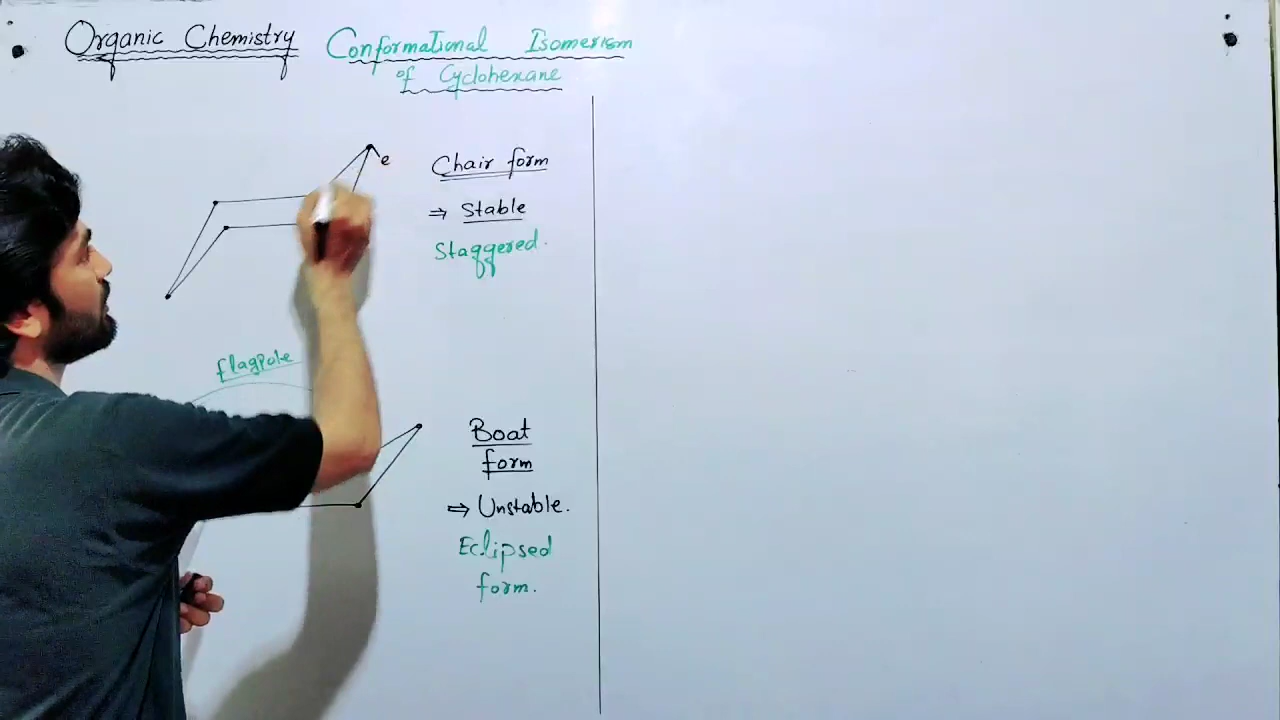 Organic Chemistry Conformational Isomerism
of Cyclohexane
e
Chair form
⇒ Stable
Staggered.
flagpole
Boat
form
⇒ Unstable.
Eclipsed
form.